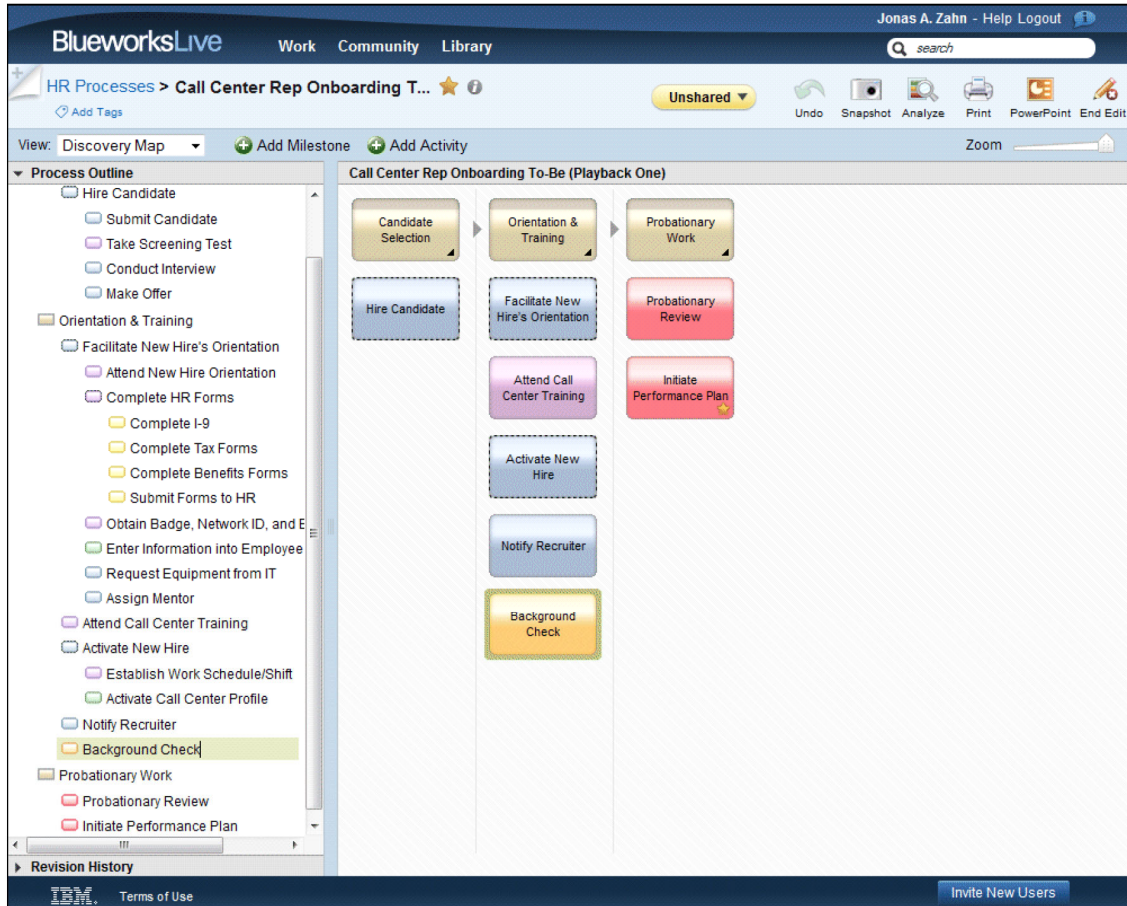 Jonas A. Zahn - Help Logout
BlueworksLive Work Community Library
search
HR Processes > Call Center Rep Onboarding T...
Unshared
Add Tags
Undo Snapshot Analyze Print PowerPoint End Edit
View: Discovery Map Add Milestone Add Activity Zoom
Process Outline
Hire Candidate
Submit Candidate
Take Screening Test
Conduct Interview
Make Offer
Orientation & Training
Facilitate New Hire's Orientation
Attend New Hire Orientation
Complete HR Forms
Complete I-9
Complete Tax Forms
Complete Benefits Forms
Submit Forms to HR
Obtain Badge, Network ID, and E
Enter Information into Employee
Request Equipment from IT
Assign Mentor
Attend Call Center Training
Activate New Hire
Establish Work Schedule/Shift
Activate Call Center Profile
Notify Recruiter
Background Check
Probationary Work
Probationary Review
Initiate Performance Plan
Revision History
Call Center Rep Onboarding To-Be (Playback One)
Candidate
Selection
Hire Candidate
Orientation &
Training
Facilitate New
Hire's Orientation
Attend Call
Center Training
Activate New
Hire
Notify Recruiter
Background
Check
Probationary
Work
Probationary
Review
Initiate
Performance Plan
IBM. Terms of Use
Invite New Users